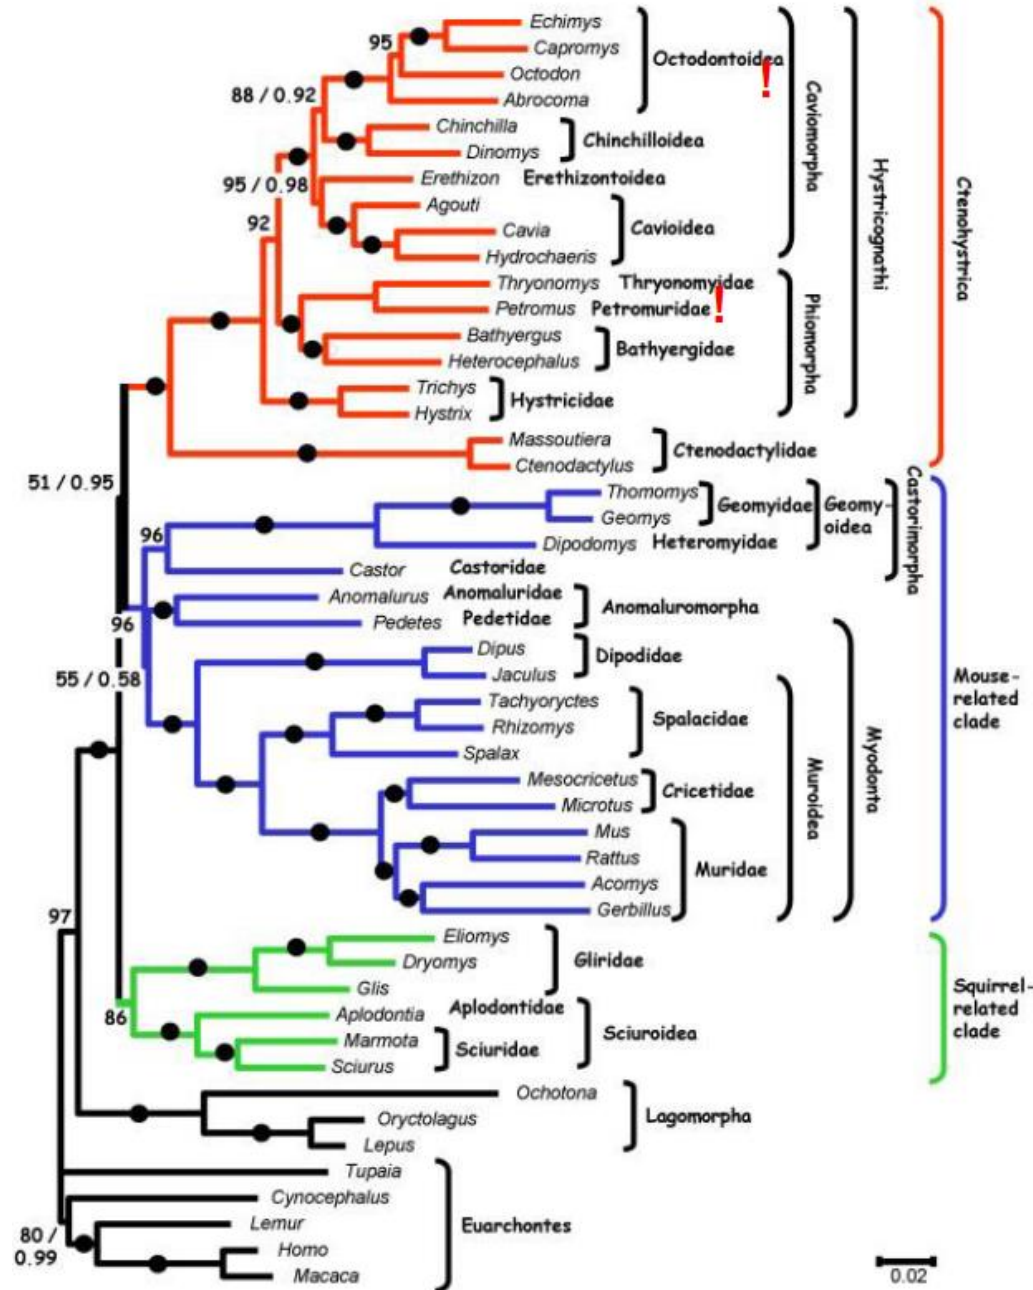 Echimys
95
Capromys
Octodontoidea
!
Octodon
88 / 0.92
Abrocoma
Caviomorpha
Chinchilla
Chinchilloidea
Dinomys
Hystricognathi
Ctenohystrica
95 / 0.98
Erethizon Erethizontoidea
Agouti
92
Cavia
Cavioidea
Hydrochaeris
Thryonomys Thryonomyidae
Petromus Petromuridae
!
Phiomorpha
Bathyergus
Bathyergidae
Heterocephalus
Trichys
Hystricidae
Hystrix
Massoutiera
Ctenodactylidae
Ctenodactylus
51 / 0.95
Thomomys
Geomyidae
Geomy-
oidea
Castorimorpha
Geomys
96
Dipodomys Heteromyidae
Castor Castoridae
Anomalurus Anomaluridae
Anomaluromorpha
Pedetes Pedetidae
96
Dipus
Dipodidae
Jaculus
55 / 0.58
Mouse-
related
clade
Tachyoryctes
Spalacidae
Rhizomys
Spalax
Myodonta
Muroidea
Mesocricetus
Cricetidae
Microtus
Mus
Rattus
Muridae
Acomys
Gerbillus
97
Eliomys
Gliridae
Dryomys
Glis
Squirrel-
related
clade
86
Aplodontia Aplodontidae
Sciuroidea
Marmota
Sciuridae
Sciurus
Ochotona
Lagomorpha
Oryctolagus
Lepus
Tupaia
Cynocephalus
Euarchontes
Lemur
80 /
0.99
Homo
Macaca
0.02